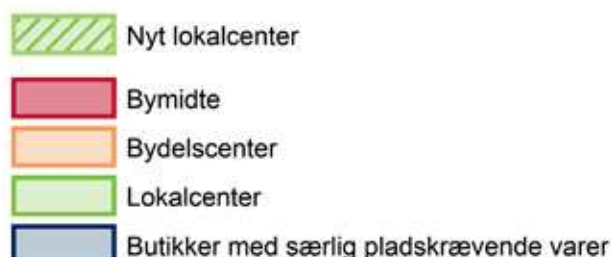 Nyt lokalcenter
Bymidte
Bydelscenter
Lokalcenter
Butikker med særlig pladskrævende varer